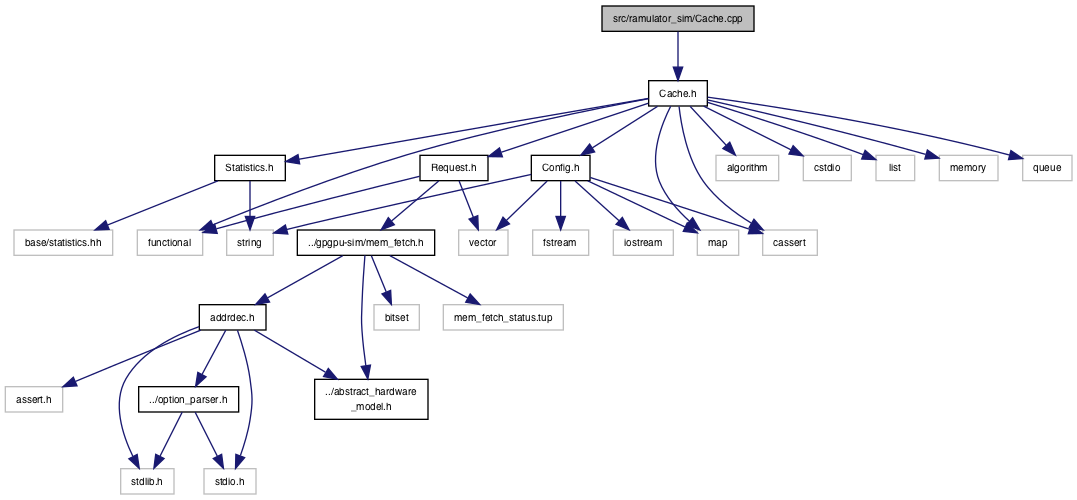 src/ramulator_sim/Cache.cpp
Cache.h
Statistics.h
Request.h
Config.h
algorithm
cstdio
list
memory
queue
base/statistics.hh
functional
string
../gpgpu-sim/mem_fetch.h
vector
fstream
iostream
map
cassert
addrdec.h
bitset
mem_fetch_status.tup
assert.h
../option_parser.h
../abstract_hardware
_model.h
stdlib.h
stdio.h